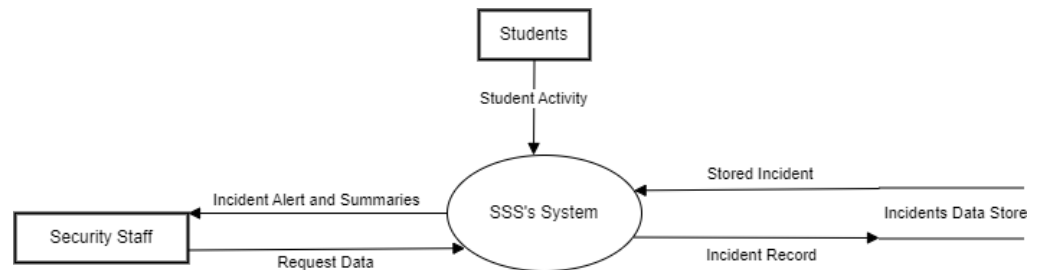 Students
Student Activity
Stored Incident
Incident Alert and Summaries
SSS's System
Incidents Data Store
Security Staff
Incident Record
Request Data